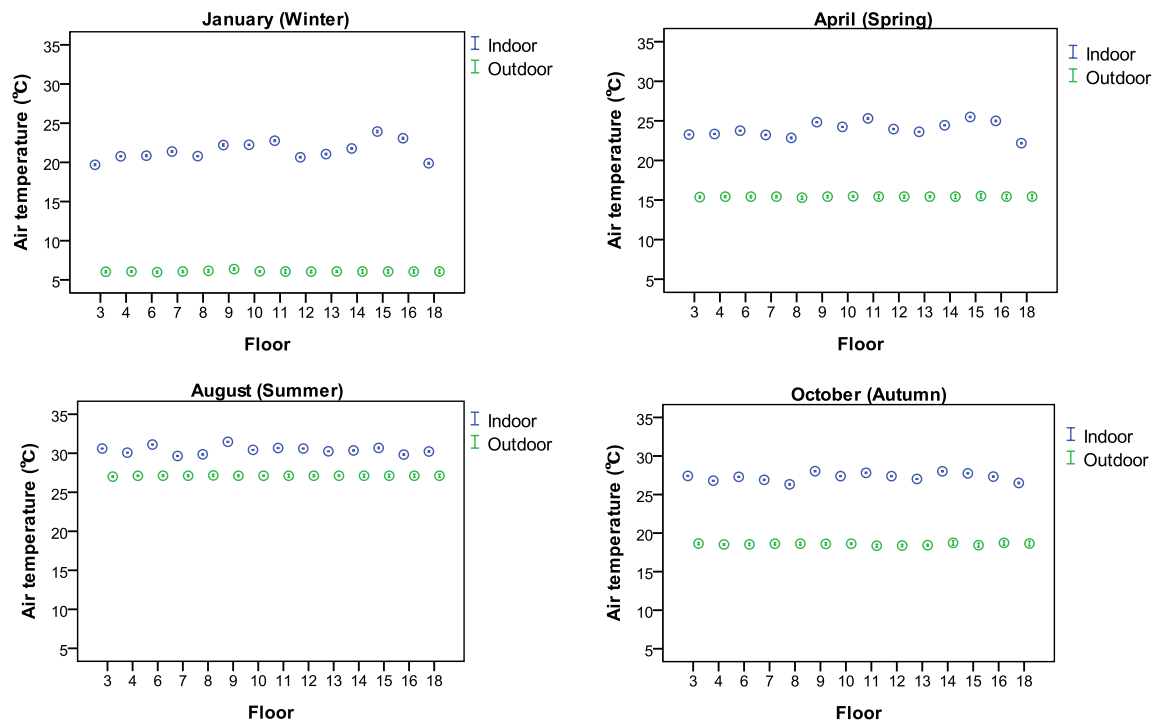 January (Winter)
Air temperature (°C)
35
30
25
20
15
10
5
3 4 6 7 8 9 10 11 12 13 14 15 16 18
Floor
Indoor
Outdoor
April (Spring)
Air temperature (°C)
35
30
25
20
15
10
5
3 4 6 7 8 9 10 11 12 13 14 15 16 18
Floor
Indoor
Outdoor
August (Summer)
Air temperature (°C)
35
30
25
20
15
10
5
3 4 6 7 8 9 10 11 12 13 14 15 16 18
Floor
Indoor
Outdoor
October (Autumn)
Air temperature (°C)
35
30
25
20
15
10
5
3 4 6 7 8 9 10 11 12 13 14 15 16 18
Floor
Indoor
Outdoor